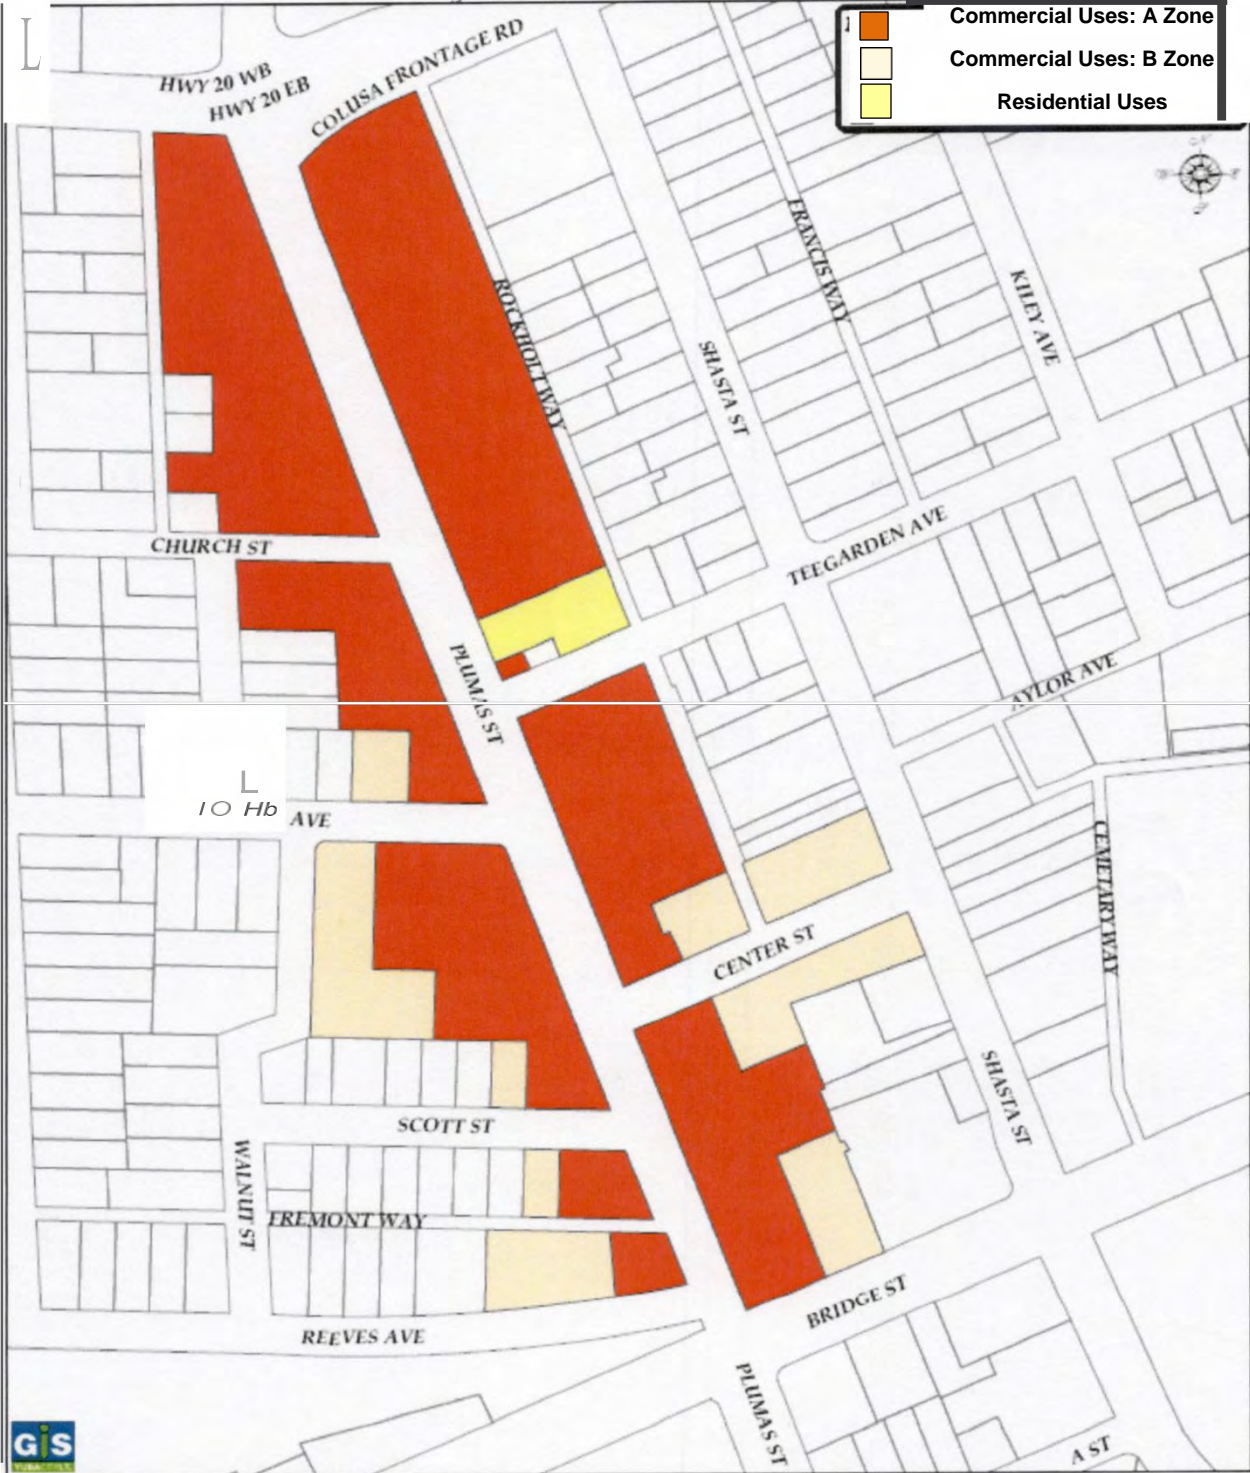 L
Commercial Uses: A Zone
Commercial Uses: B Zone
Residential Uses
HWY 20 WB
HWY 20 EB
COLUSA FRONTAGE RD
ROCKHOLT WAY
FRANCIS WAY
KILEY AVE
SHASTA ST
CHURCH ST
TEEGARDEN AVE
PLUMAS ST
AYLOR AVE
L
10 Hb
AVE
CEMETARY WAY
CENTER ST
SHASTA ST
SCOTT ST
WALNUT ST
FREMONT WAY
BRIDGE ST
REEVES AVE
PLUMAS ST
A ST
GIS